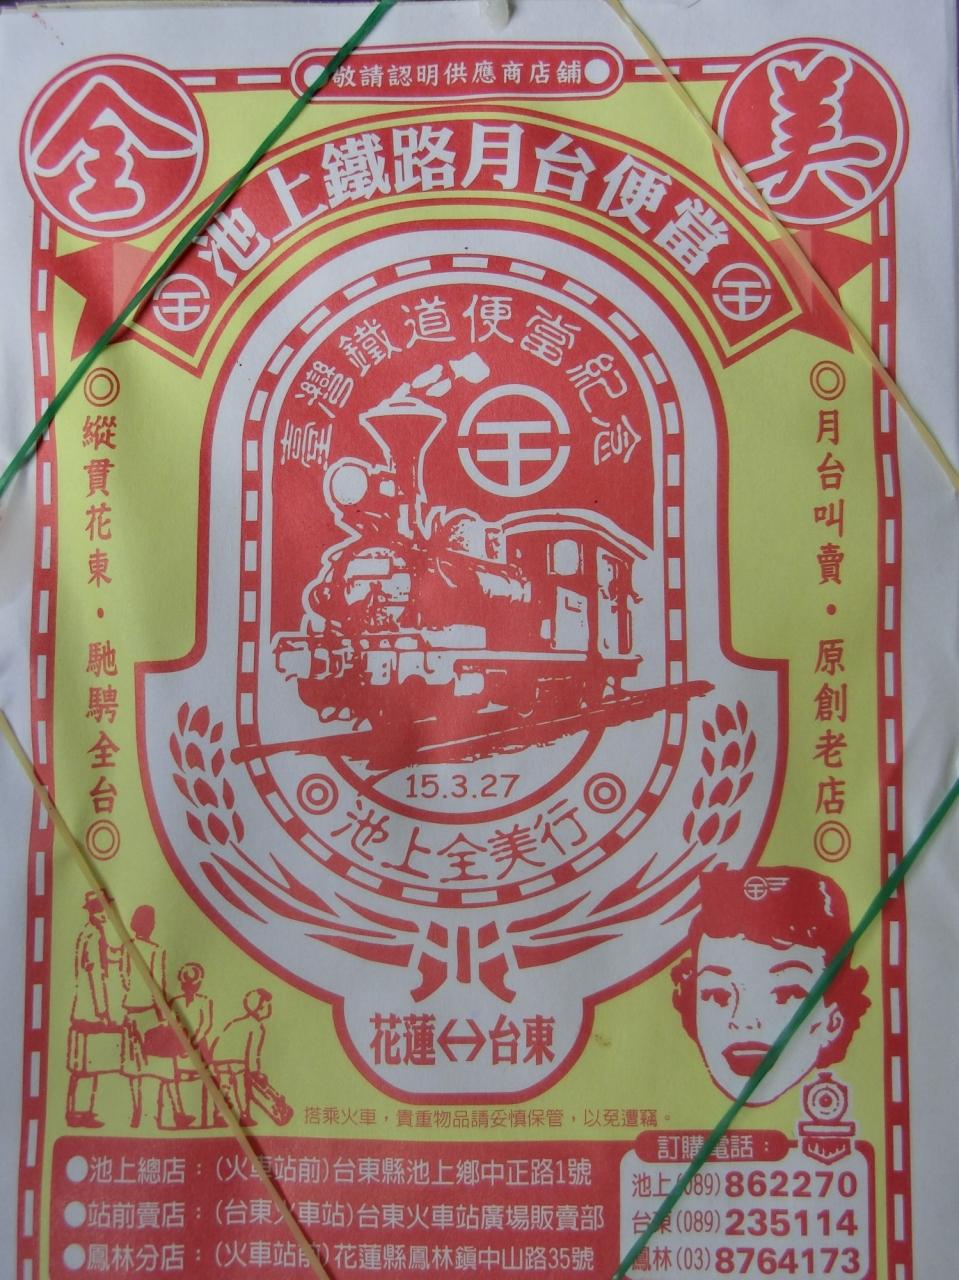 敬請認明供應商店舖
全
美
池上鐵路月台便當
臺灣鐵道便當紀念
◎縱貫花東・馳騁全台◎
◎月台叫賣・原創老店◎
15.3.27
◎池上全美行◎
花蓮↔台東
搭乘火車，貴重物品請妥慎保管，以免遭竊。
●池上總店：(火車站前)台東縣池上鄉中正路1號
●站前賣店：(台東火車站)台東火車站廣場販賣部
●鳳林分店：(火車站前)花蓮縣鳳林鎮中山路35號
訂購電話：
池上(089)862270
台東(089)235114
鳳林(03)8764173